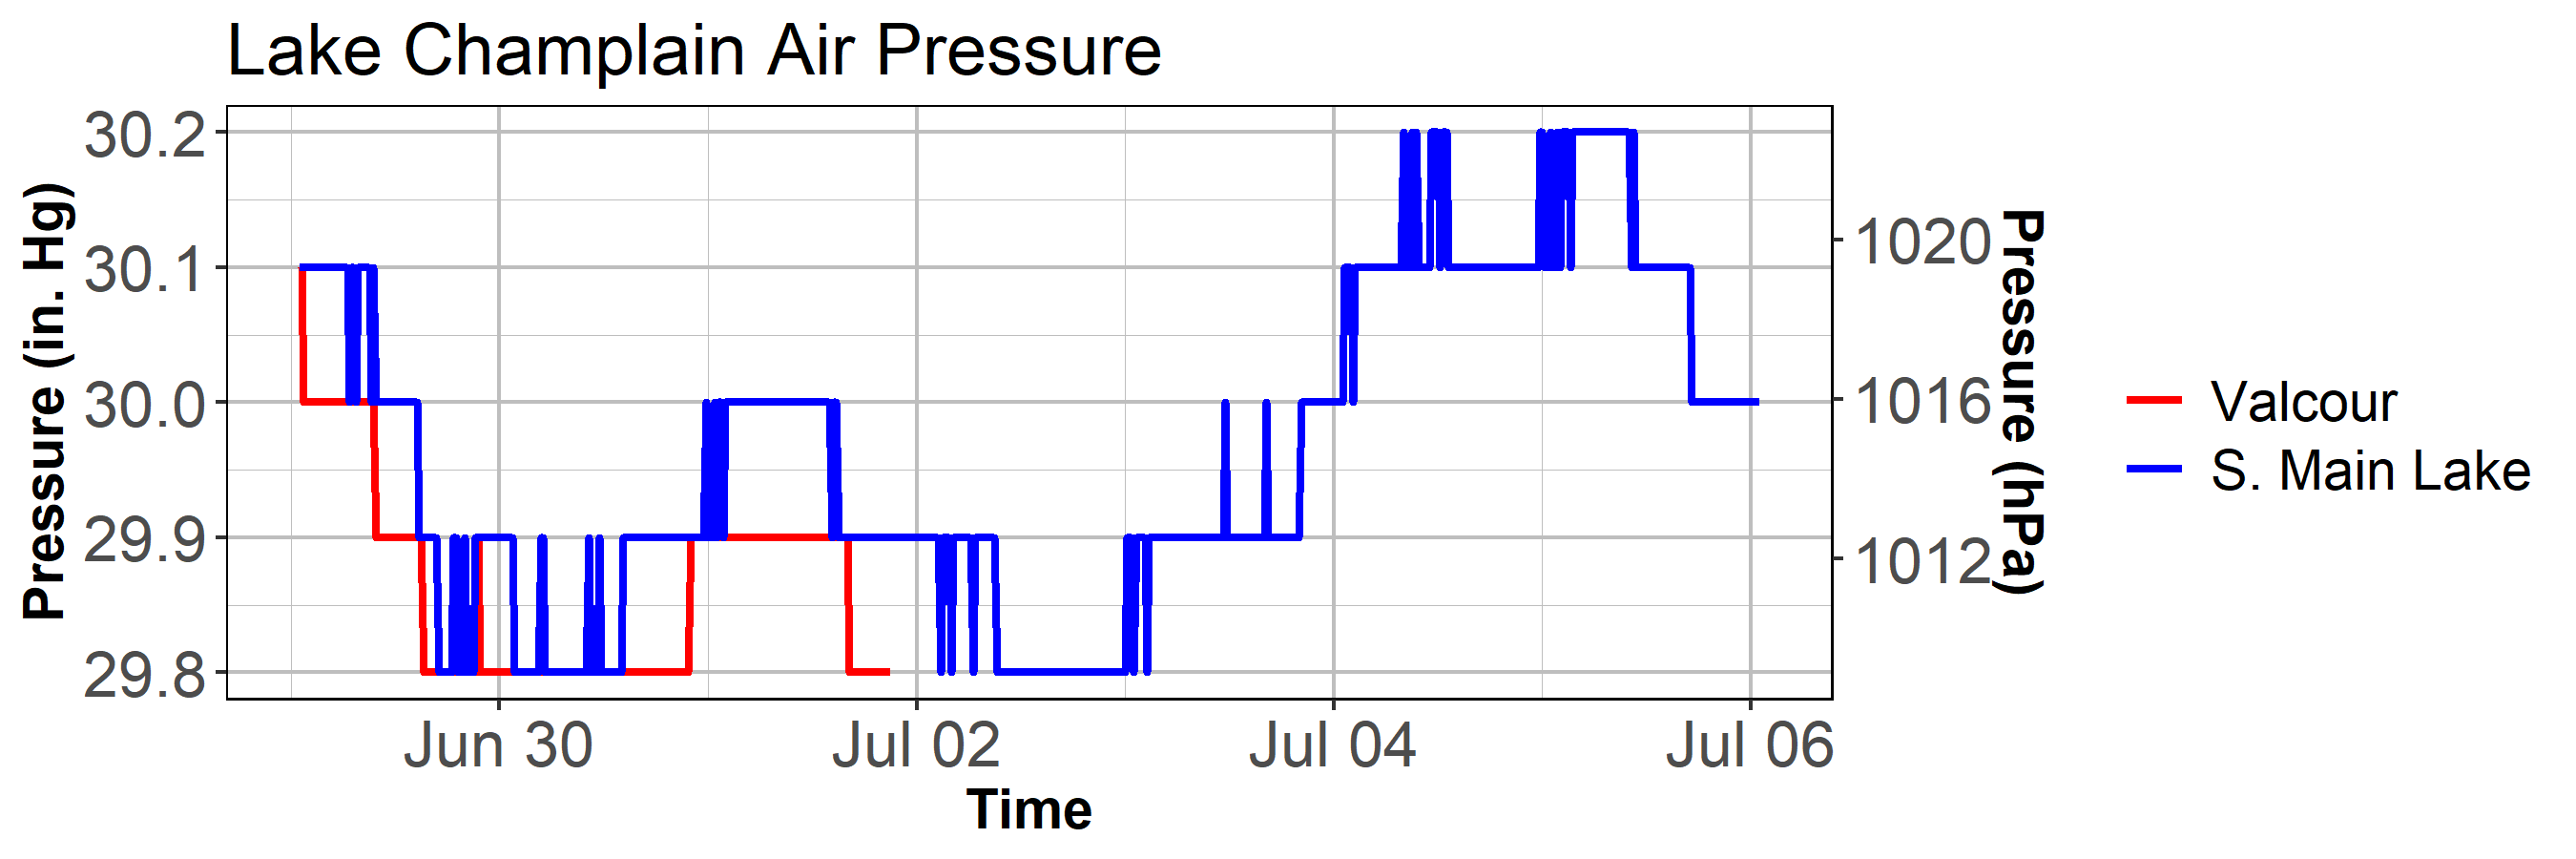 Lake Champlain Air Pressure
Pressure (in. Hg)
30.2
30.1
30.0
29.9
29.8
1020
1016
1012
Pressure (hPa)
Valcour
S. Main Lake
Jun 30
Jul 02
Jul 04
Jul 06
Time